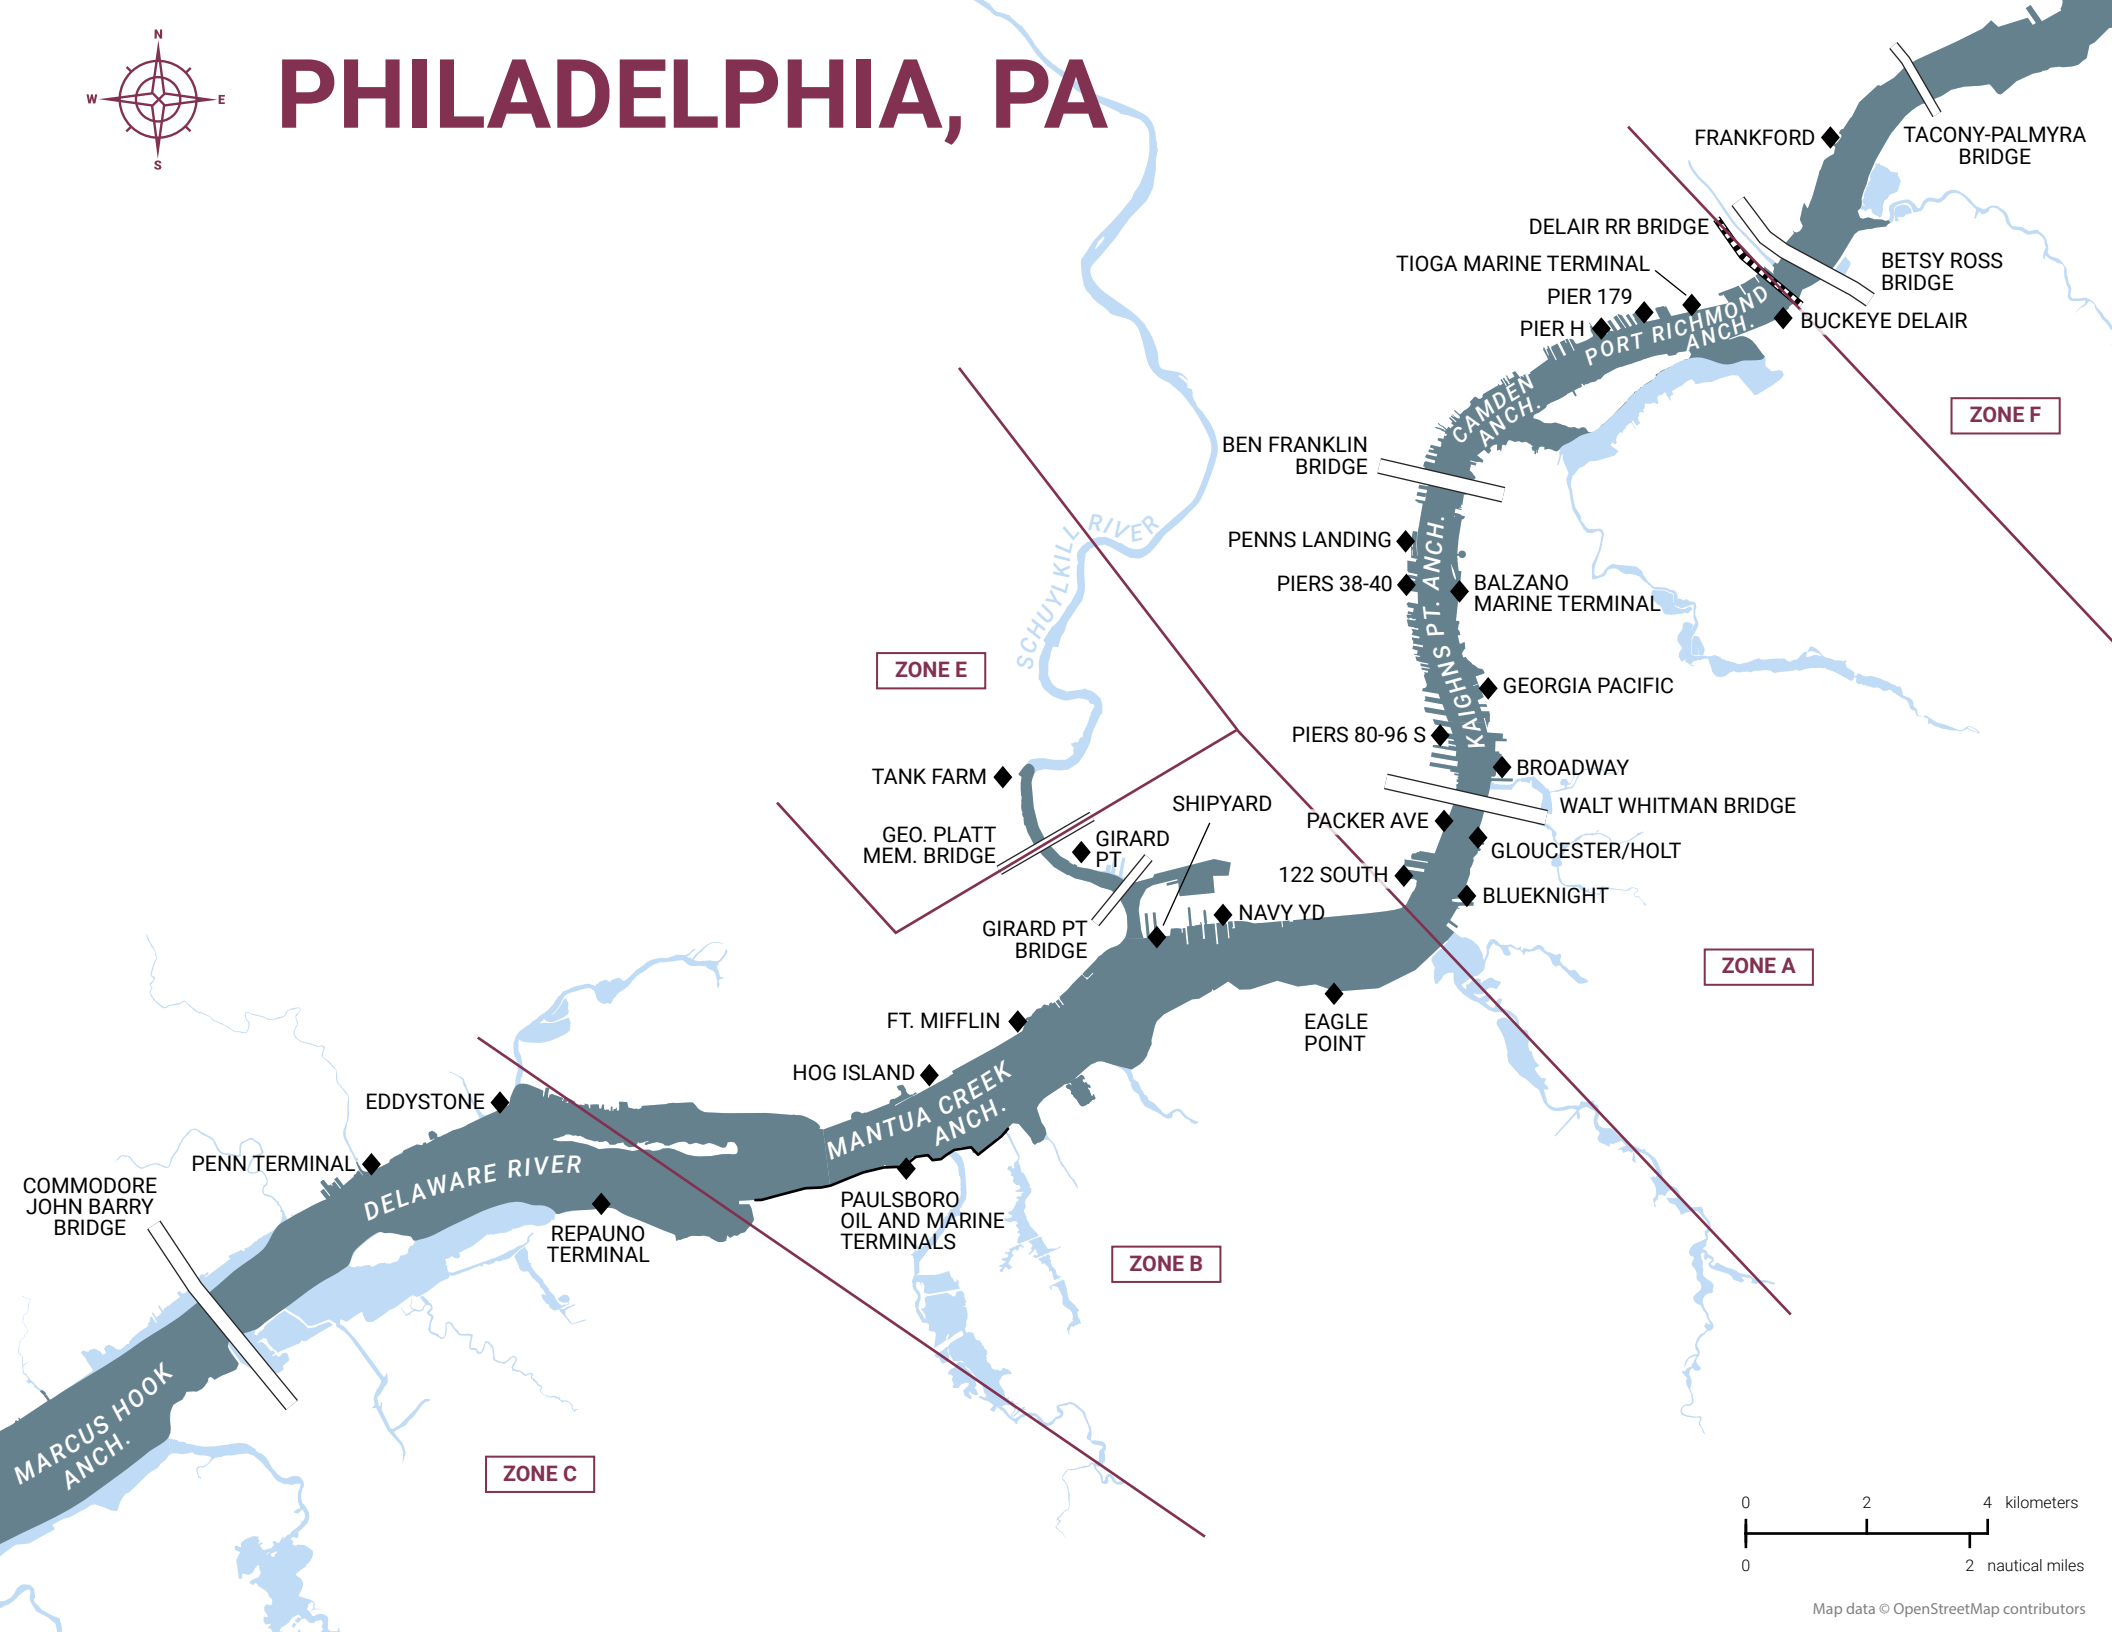 N
W
E
S
PHILADELPHIA, PA
FRANKFORD
TACONY-PALMYRA
BRIDGE
DELAIR RR BRIDGE
TIOGA MARINE TERMINAL
BETSY ROSS
BRIDGE
PIER 179
PIER H
PORT RICHMOND
ANCH.
BUCKEYE DELAIR
CAMDEN
ANCH.
ZONE F
BEN FRANKLIN
BRIDGE
SCHUYLKILL RIVER
PENNS LANDING
PIERS 38-40
KAIGHNS PT. ANCH.
BALZANO
MARINE TERMINAL
ZONE E
GEORGIA PACIFIC
PIERS 80-96 S
BROADWAY
TANK FARM
SHIPYARD
WALT WHITMAN BRIDGE
PACKER AVE
GEO. PLATT
MEM. BRIDGE
GIRARD
PT
GLOUCESTER/HOLT
122 SOUTH
BLUEKNIGHT
NAVY YD
GIRARD PT
BRIDGE
ZONE A
FT. MIFFLIN
EAGLE
POINT
HOG ISLAND
MANTUA CREEK
ANCH.
EDDYSTONE
PENN TERMINAL
DELAWARE RIVER
COMMODORE
JOHN BARRY
BRIDGE
PAULSBORO
OIL AND MARINE
TERMINALS
REPAUNO
TERMINAL
ZONE B
MARCUS HOOK
ANCH.
ZONE C
0 2 4 kilometers
0 2 nautical miles
Map data © OpenStreetMap contributors